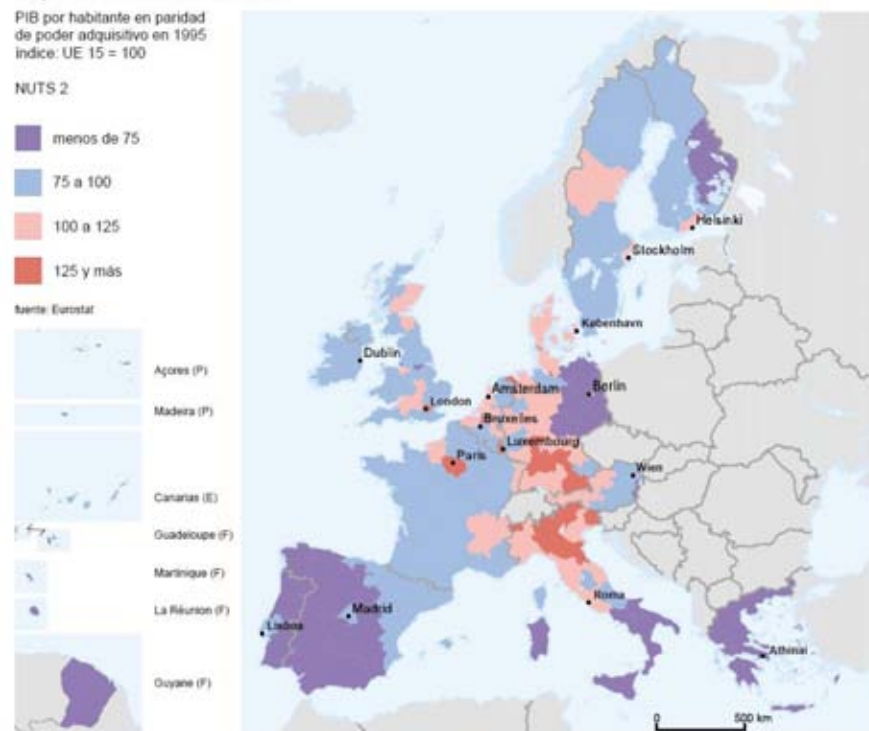 PIB por habitante en paridad
de poder adquisitivo en 1995
índice: UE 15 = 100
NUTS 2
menos de 75
75 a 100
100 a 125
125 y más
fuente: Eurostat
Açores (P)
Madeira (P)
Canarias (E)
Guadeloupe (F)
Martinique (F)
La Réunion (F)
Guyane (F)
Helsinki
Stockholm
København
Dublin
Amsterdam
Berlin
London
Bruxelles
Luxembourg
Paris
Wien
Roma
Madrid
Lisboa
Athinai
0 500 km